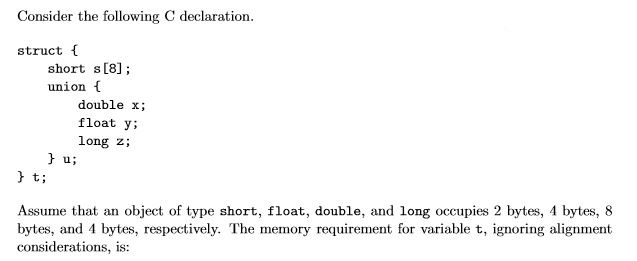 Consider the following C declaration.
struct {
    short s[8];
    union {
        double x;
        float y;
        long z;
    } u;
} t;
Assume that an object of type short, float, double, and long occupies 2 bytes, 4 bytes, 8
bytes, and 4 bytes, respectively. The memory requirement for variable t, ignoring alignment
considerations, is: